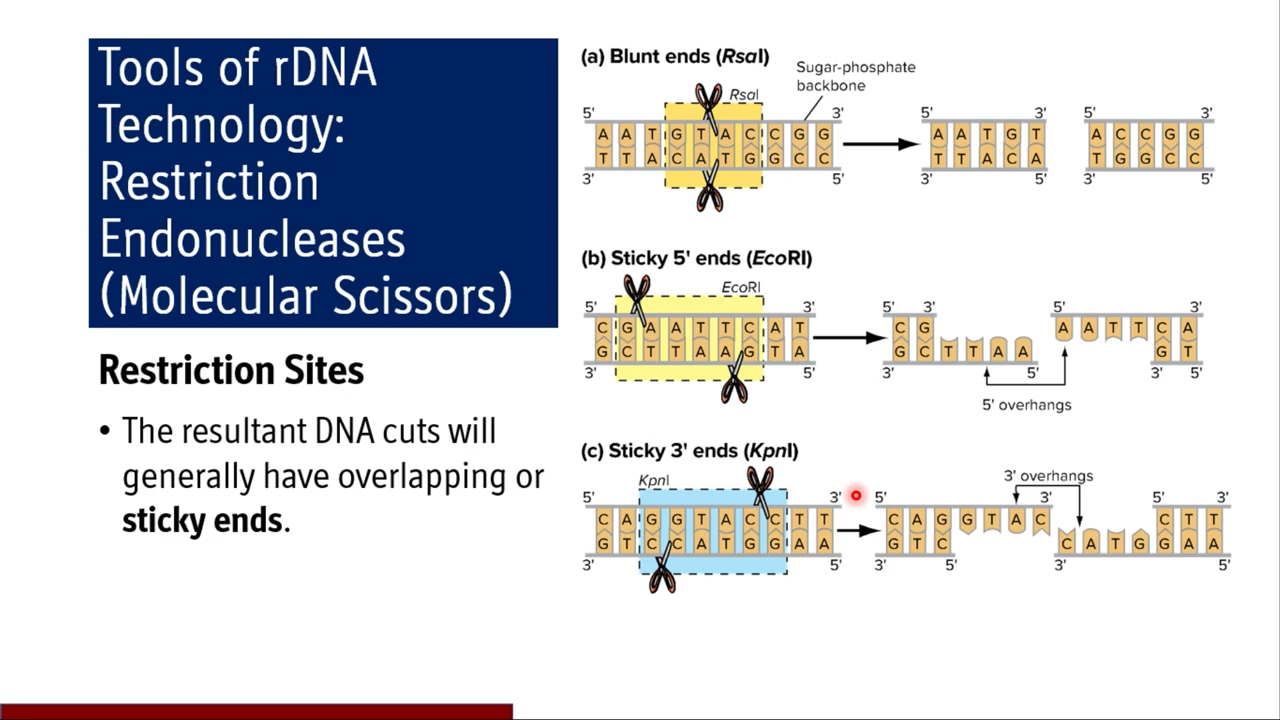 Tools of rDNA
Technology:
Restriction
Endonucleases
(Molecular Scissors)
Restriction Sites
• The resultant DNA cuts will
generally have overlapping or
sticky ends.
(a) Blunt ends (RsaI)
Sugar-phosphate
backbone
RsaI
5' 3' 5' 3' 5' 3'
A A T G T A C C G G A A T G T A C C G G
T T A C A T G G C C T T A C A T G G C C
3' 5' 3' 5' 3' 5'
(b) Sticky 5' ends (EcoRI)
EcoRI
5' 3' 5' 3' 5' 3'
C G A A T T C A T C G A A T T C A
G C T T A A G T A G C T T A A G T
3' 5' 3' 5' 3' 5'
5' overhangs
(c) Sticky 3' ends (KpnI)
KpnI
3' overhangs
5' 3' 5' 3' 5' 3'
C A G G T A C C T T C A G G T A C C T T
G T C C A T G G A A G T C C A T G G A A
3' 5' 3' 5' 3' 5'